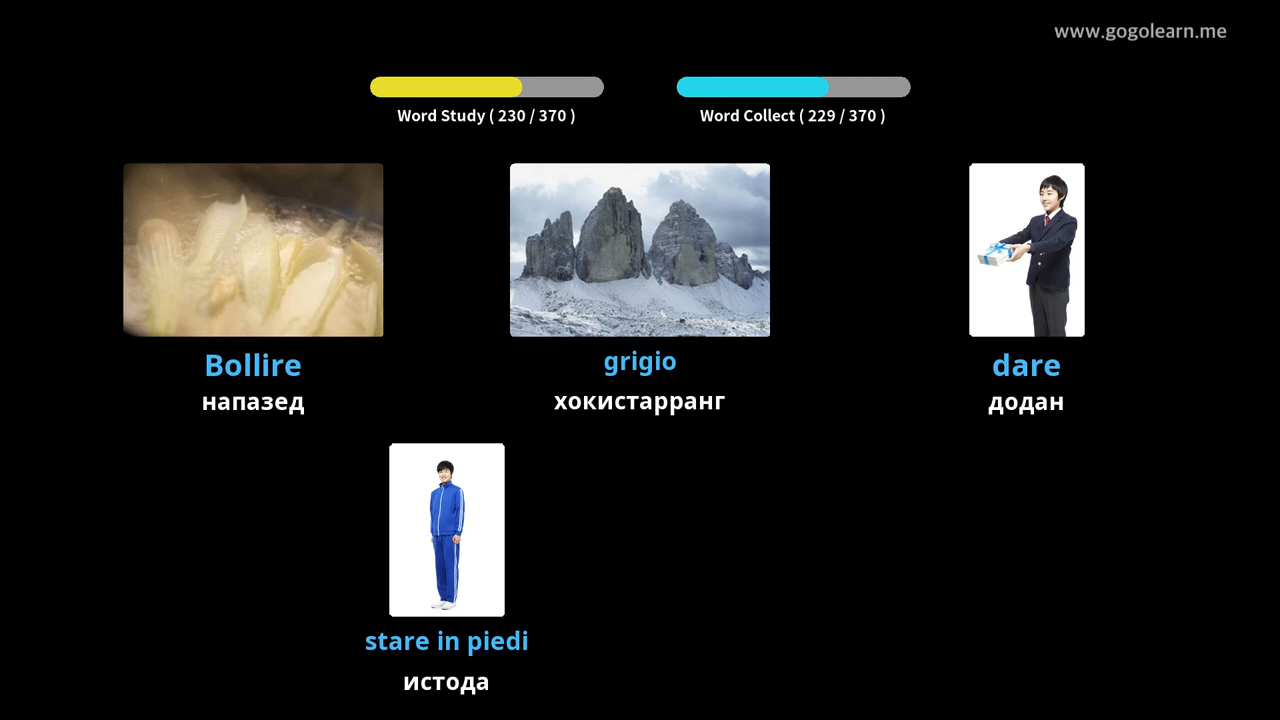 www.gogolearn.me
Word Study ( 230 / 370 )
Word Collect ( 229 / 370 )
Bollire
напазед
grigio
хокистарранг
dare
додан
stare in piedi
истода